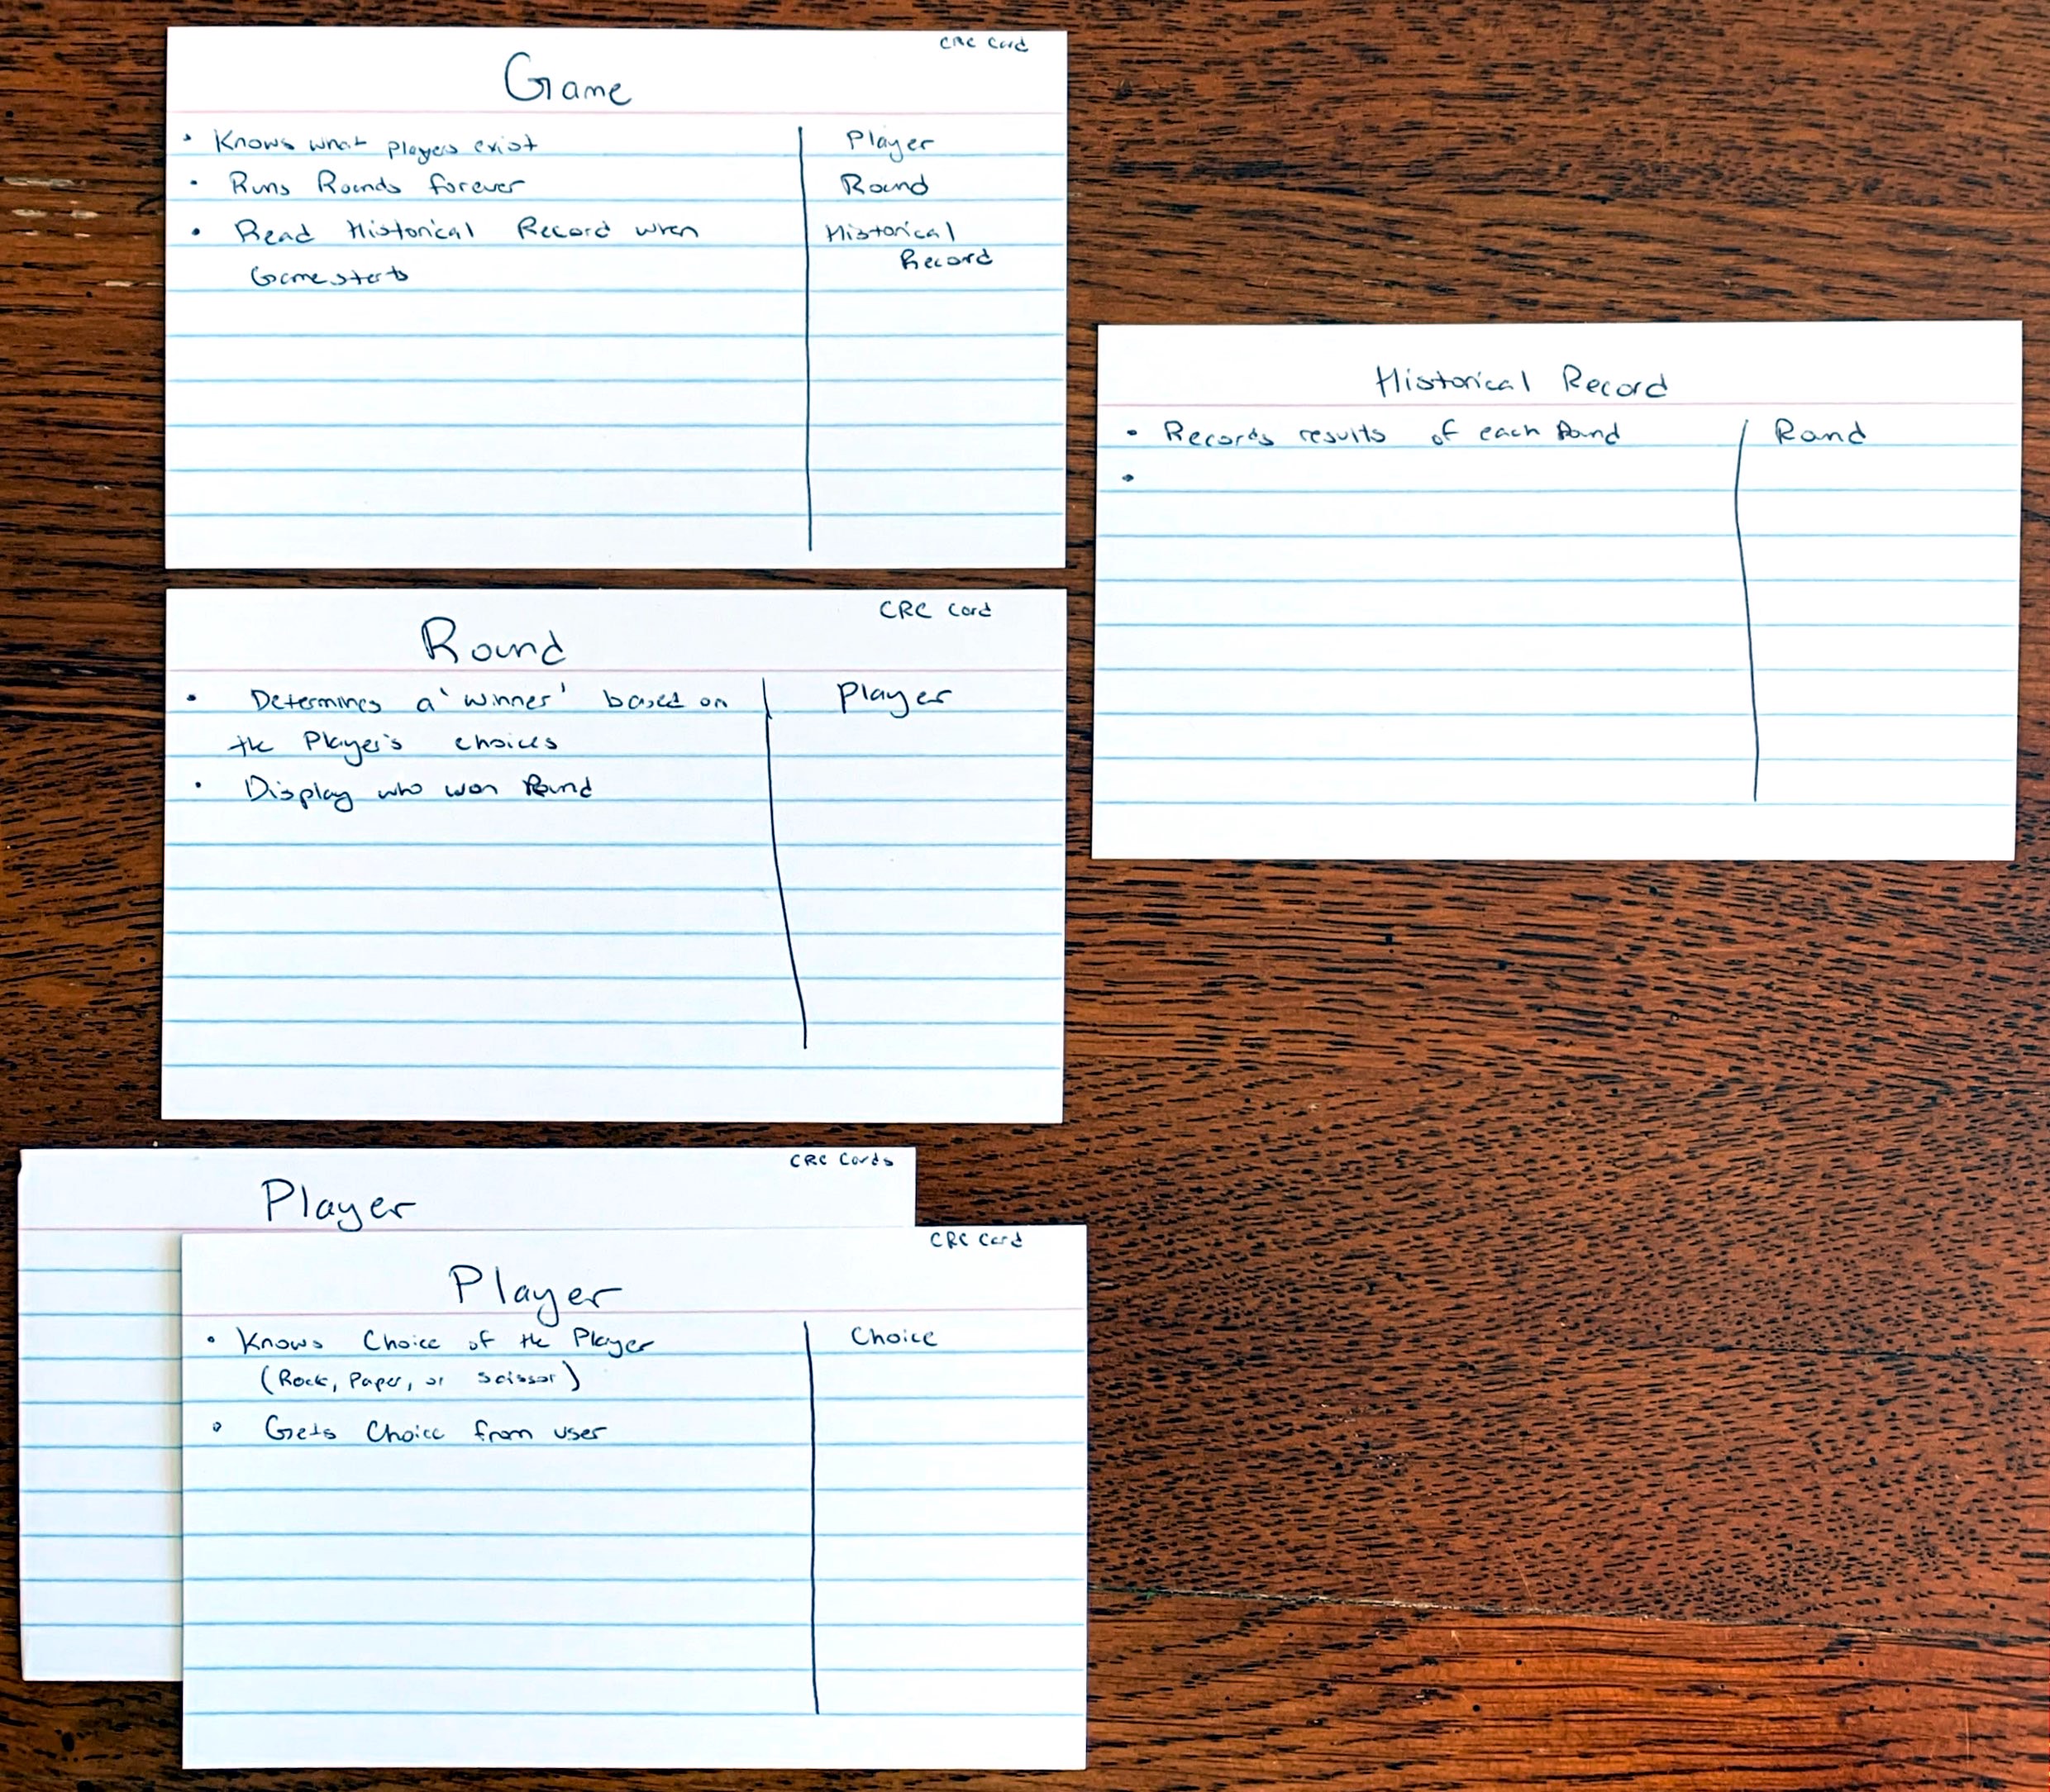 CRC Card
Game
• Knows what players exist
Player
• Runs Rounds forever
Round
• Read Historical Record when
Game starts
Historical
Record
Historical Record
• Records results of each Round
Round
•
CRC Card
Round
• Determines a 'winner' based on
the Player's choices
Player
• Display who won Round
CRC Cards
Player
CRC Card
Player
• Knows Choice of the Player
(Rock, Paper, or scissor)
Choice
• Gets Choice from user